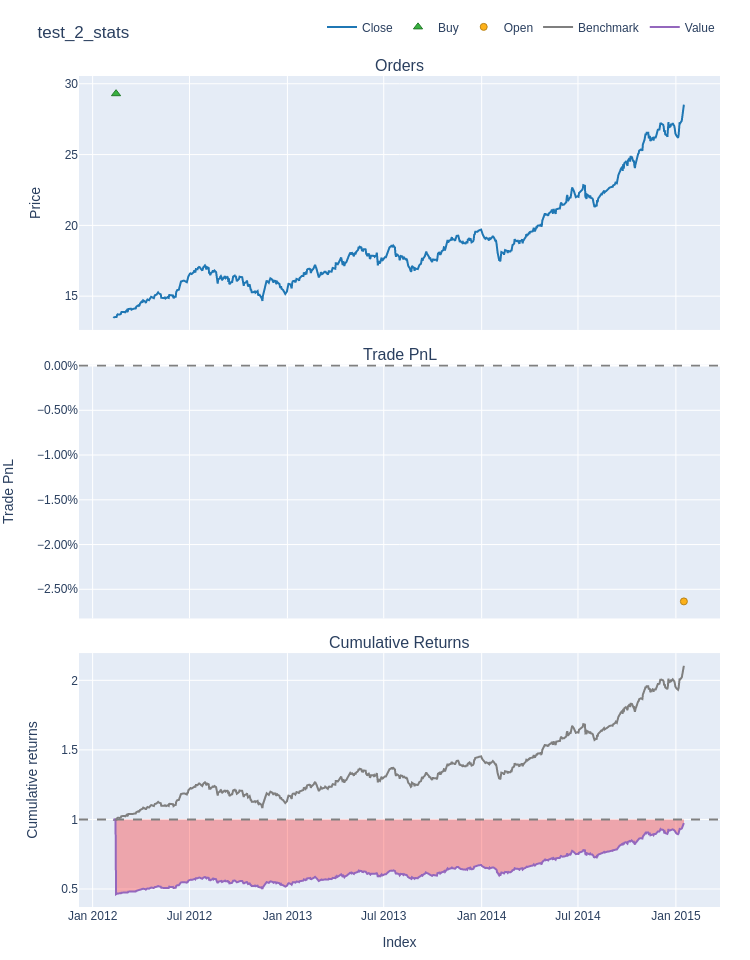 test_2_stats
Close Buy Open Benchmark Value
Orders
30
25
20
15
Price
Trade PnL
0.00%
−0.50%
−1.00%
−1.50%
−2.00%
−2.50%
Trade PnL
Cumulative Returns
2
1.5
1
0.5
Cumulative returns
Jan 2012 Jul 2012 Jan 2013 Jul 2013 Jan 2014 Jul 2014 Jan 2015
Index